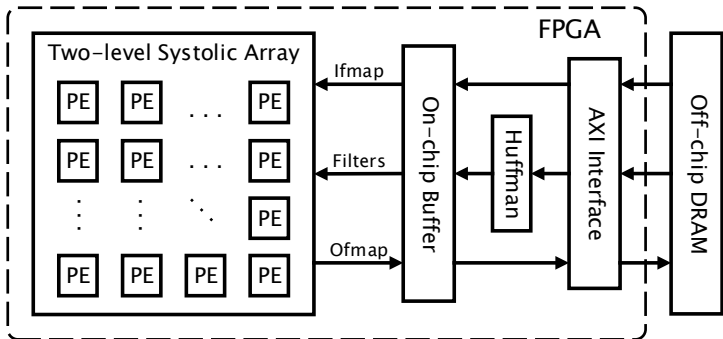 FPGA
Two-level Systolic Array
PE PE ... PE
PE PE ... PE
PE
PE PE PE PE
Ifmap
Filters
Ofmap
On-chip Buffer
Huffman
AXI Interface
Off-chip DRAM